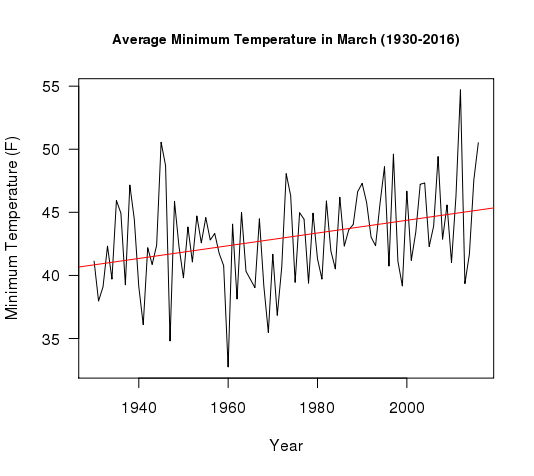 Average Minimum Temperature in March (1930-2016)
Minimum Temperature (F)
55
50
45
40
35
1940 1960 1980 2000
Year